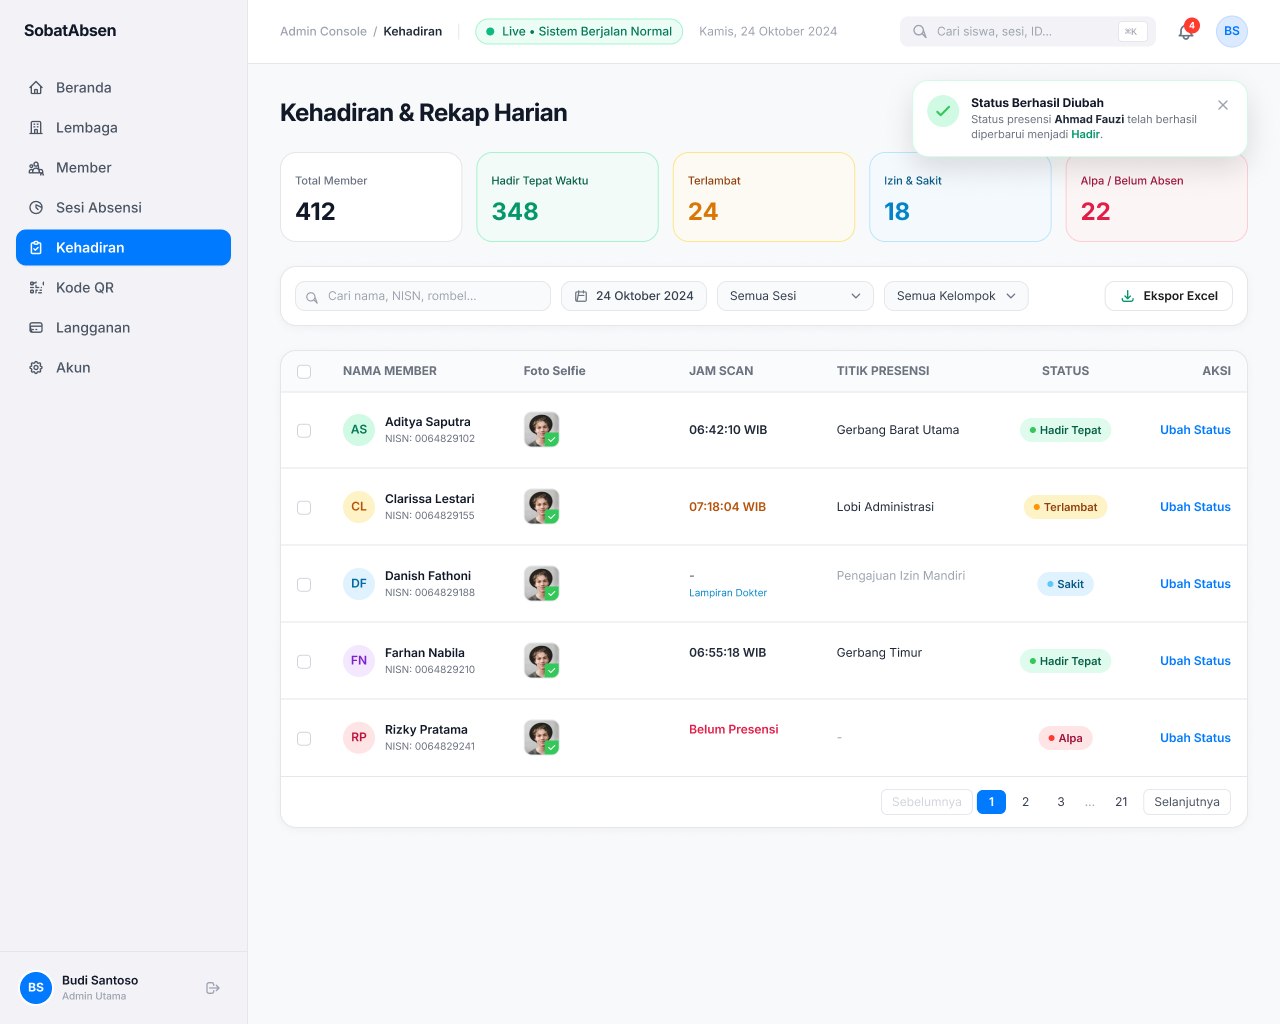 SobatAbsen
Beranda
Lembaga
Member
Sesi Absensi
Kehadiran
Kode QR
Langganan
Akun
Budi Santoso
Admin Utama
BS
Admin Console / Kehadiran
Live • Sistem Berjalan Normal
Kamis, 24 Oktober 2024
Cari siswa, sesi, ID...
⌘K
4
BS
Kehadiran & Rekap Harian
Status Berhasil Diubah
Status presensi Ahmad Fauzi telah berhasil
diperbarui menjadi Hadir.
Total Member
412
Hadir Tepat Waktu
348
Terlambat
24
Izin & Sakit
18
Alpa / Belum Absen
22
Cari nama, NISN, rombel...
24 Oktober 2024
Semua Sesi
Semua Kelompok
Ekspor Excel
NAMA MEMBER Foto Selfie JAM SCAN TITIK PRESENSI STATUS AKSI
AS Aditya Saputra
NISN: 0064829102
06:42:10 WIB Gerbang Barat Utama Hadir Tepat Ubah Status
CL Clarissa Lestari
NISN: 0064829155
07:18:04 WIB Lobi Administrasi Terlambat Ubah Status
DF Danish Fathoni
NISN: 0064829188
- 
Lampiran Dokter
Pengajuan Izin Mandiri Sakit Ubah Status
FN Farhan Nabila
NISN: 0064829210
06:55:18 WIB Gerbang Timur Hadir Tepat Ubah Status
RP Rizky Pratama
NISN: 0064829241
Belum Presensi - Alpa Ubah Status
Sebelumnya 1 2 3 ... 21 Selanjutnya